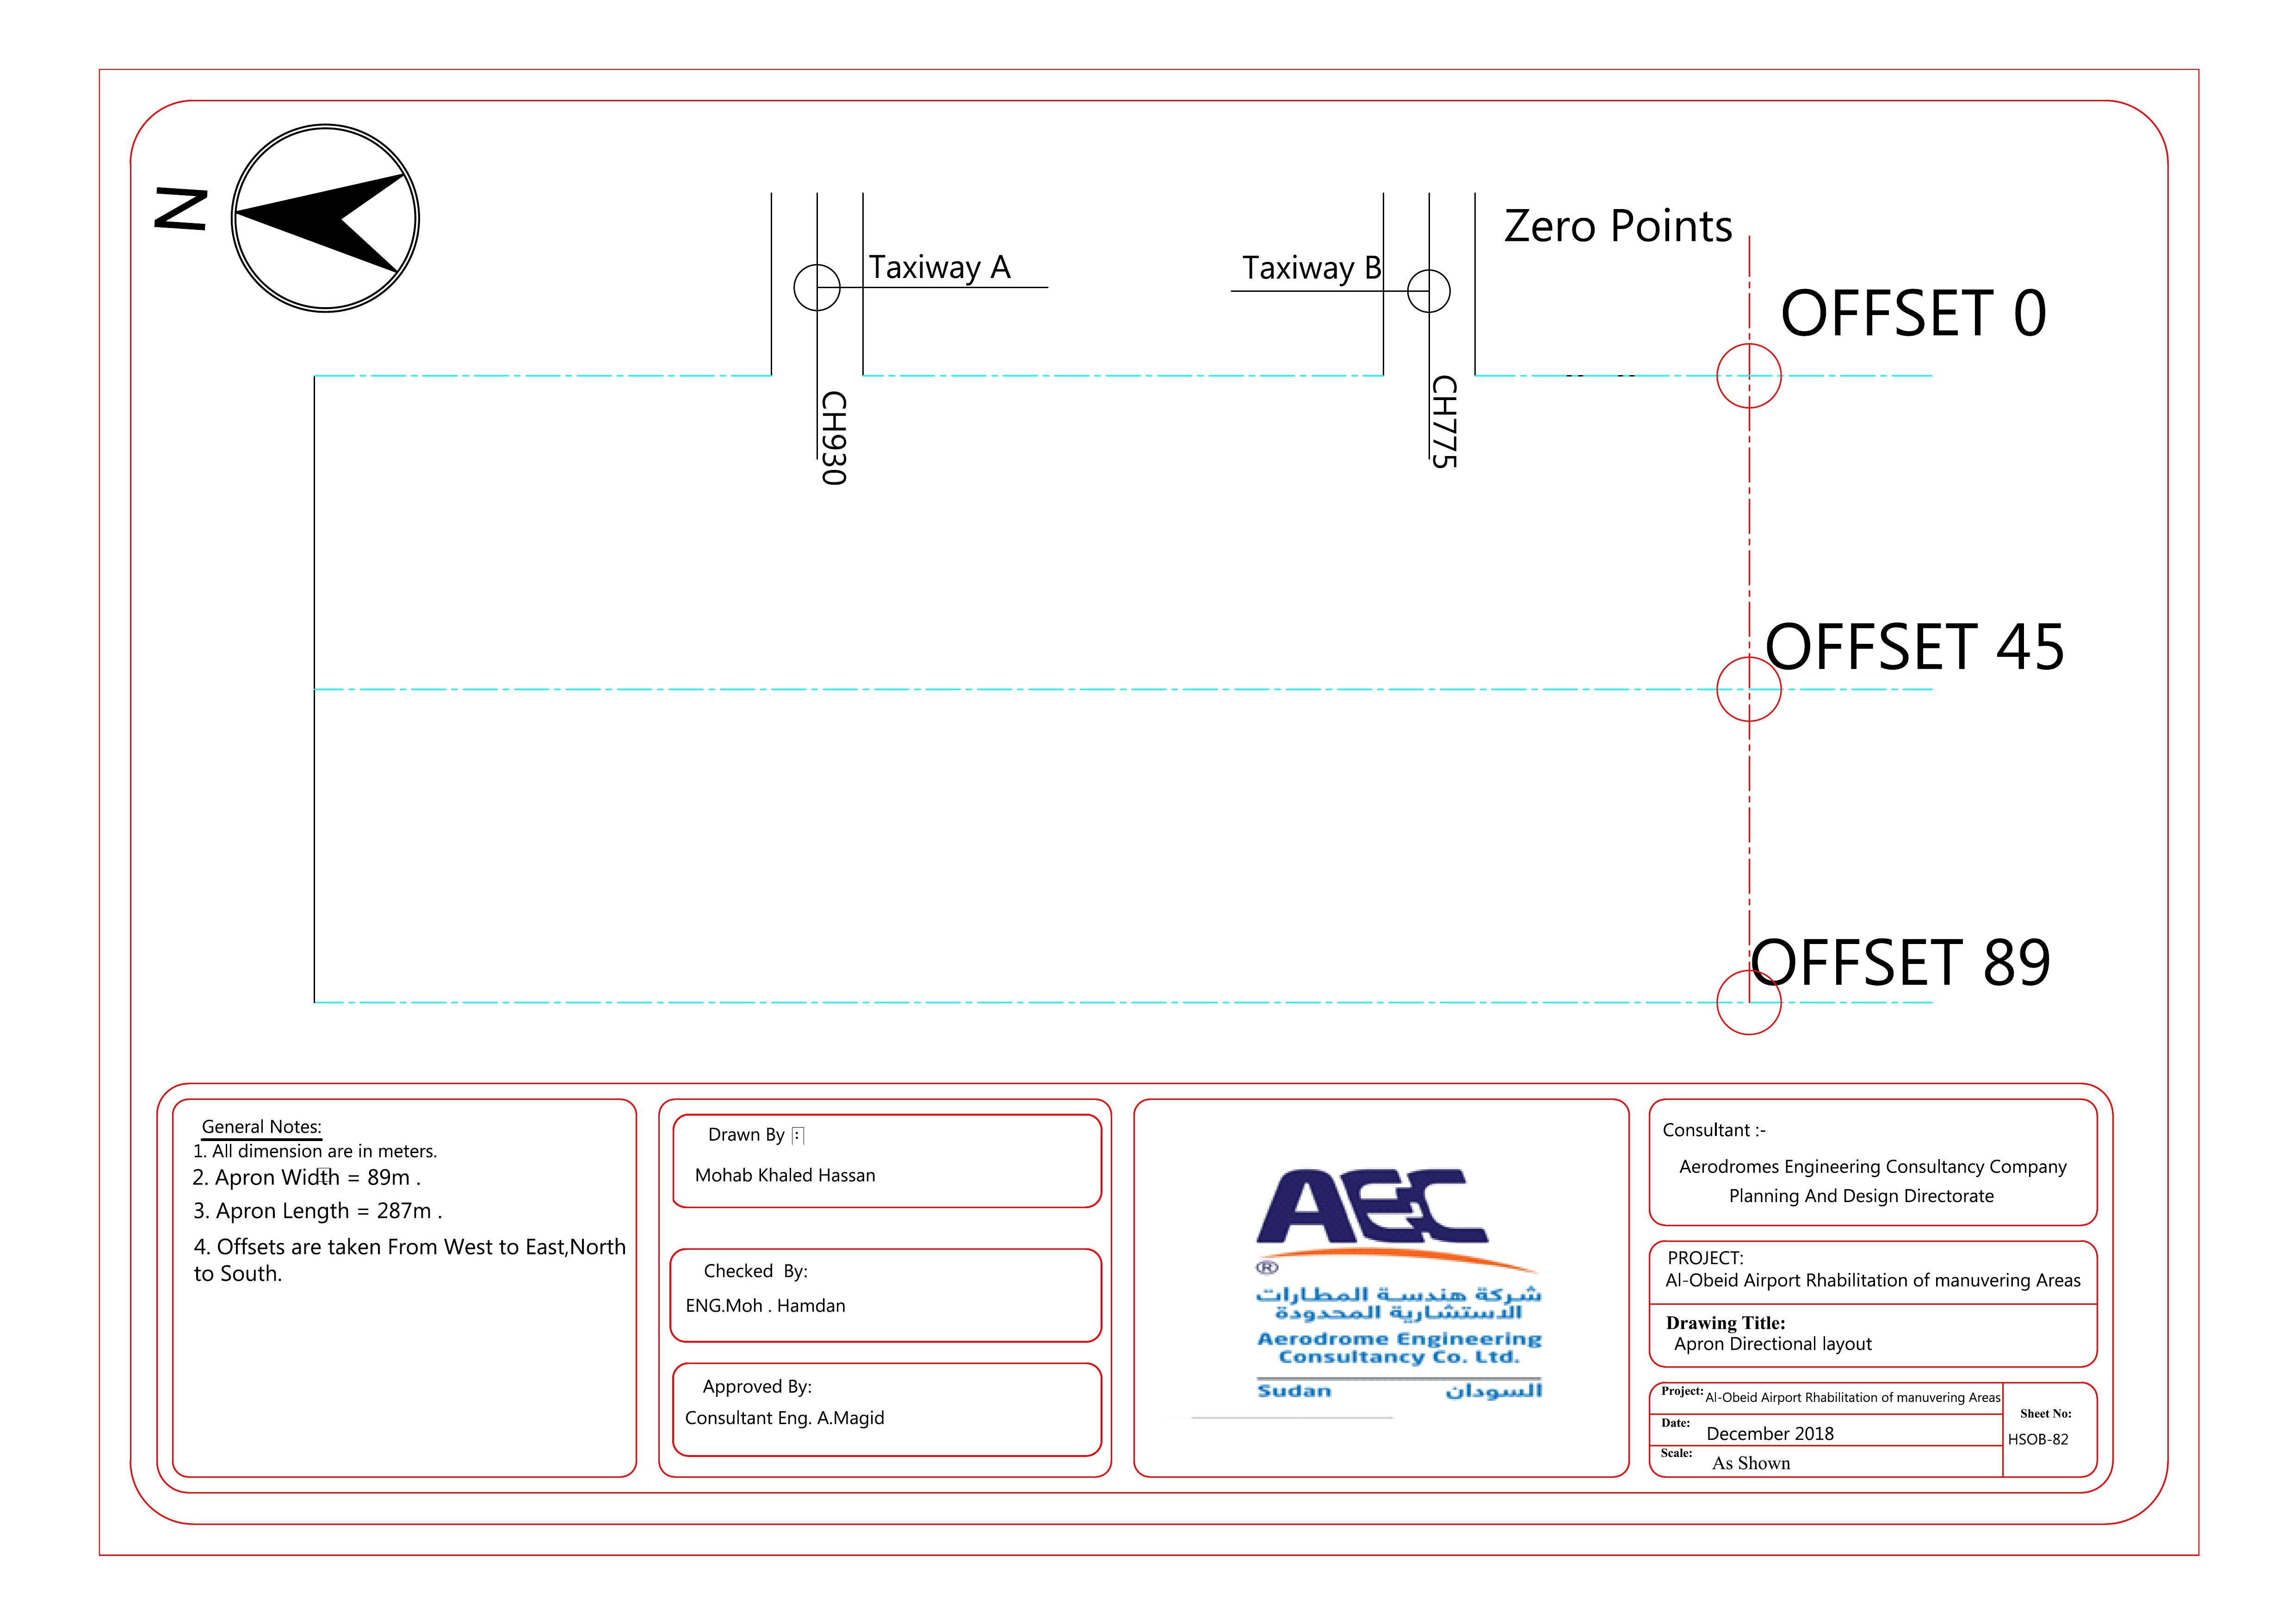 N
Zero Points
Taxiway A
Taxiway B
OFFSET 0
CH930
CH775
OFFSET 45
OFFSET 89
General Notes:
1. All dimension are in meters.
2. Apron Width = 89m .
3. Apron Length = 287m .
4. Offsets are taken From West to East,North
to South.
Drawn By :
Mohab Khaled Hassan
Checked By:
ENG.Moh . Hamdan
Approved By:
Consultant Eng. A.Magid
AEC
®
شركة هندسة المطارات
الاستشارية المحدودة
Aerodrome Engineering
Consultancy Co. Ltd.
Sudan السودان
Consultant :-
Aerodromes Engineering Consultancy Company
Planning And Design Directorate
PROJECT:
Al-Obeid Airport Rhabilitation of manuvering Areas
Drawing Title:
Apron Directional layout
Project: Al-Obeid Airport Rhabilitation of manuvering Areas
Date: December 2018
Scale: As Shown
Sheet No:
HSOB-82